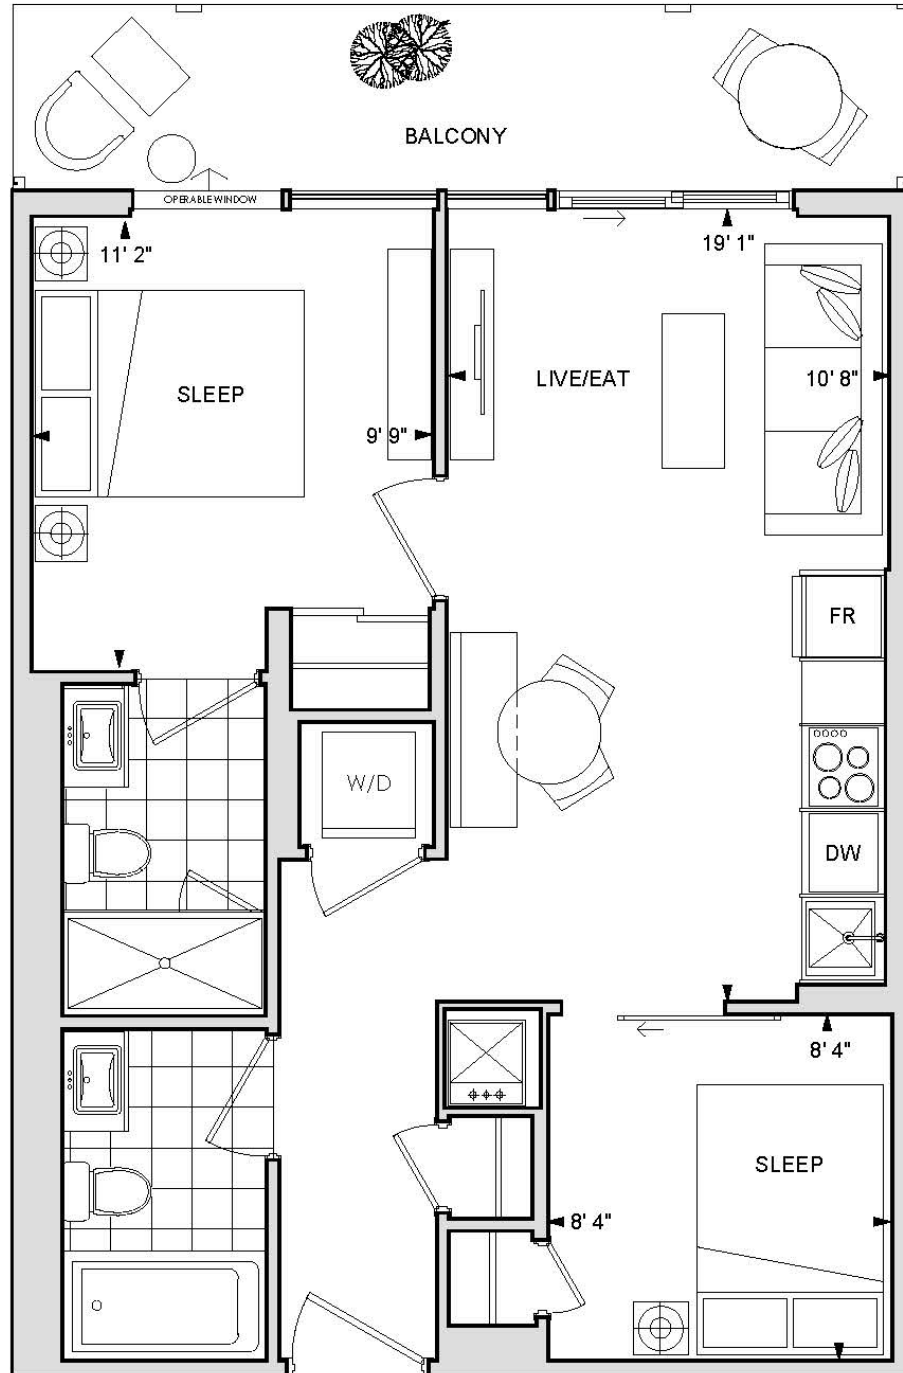 BALCONY
OPERABLE WINDOW
11' 2"
19' 1"
SLEEP
LIVE/EAT
10' 8"
9' 9"
FR
W/D
DW
8' 4"
SLEEP
8' 4"